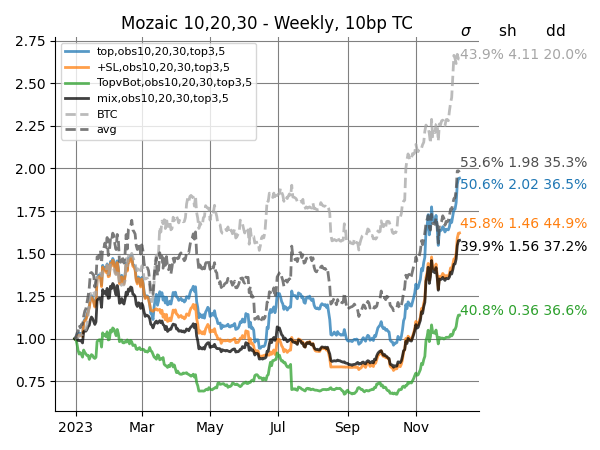 Mozaic 10,20,30 - Weekly, 10bp TC
σ sh dd
2.75
2.50
2.25
2.00
1.75
1.50
1.25
1.00
0.75
top,obs10,20,30,top3,5
+SL,obs10,20,30,top3,5
TopvBot,obs10,20,30,top3,5
mix,obs10,20,30,top3,5
BTC
avg
43.9% 4.11 20.0%
53.6% 1.98 35.3%
50.6% 2.02 36.5%
45.8% 1.46 44.9%
39.9% 1.56 37.2%
40.8% 0.36 36.6%
2023 Mar May Jul Sep Nov